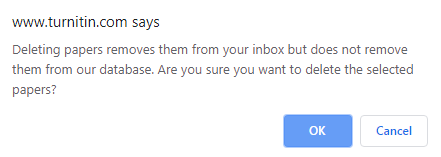 www.turnitin.com says
Deleting papers removes them from your inbox but does not remove
them from our database. Are you sure you want to delete the selected
papers?
OK Cancel